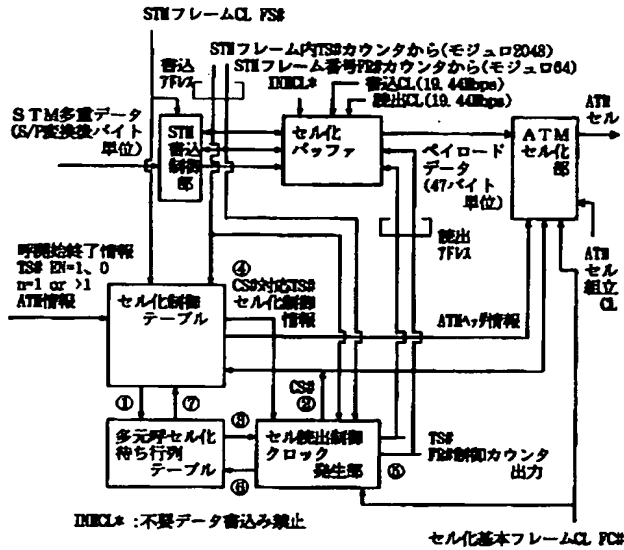 STMフレームCL FS#
STMフレーム内TS#カウンタから(モジュロ2048)
STMフレーム番号FR#カウンタから(モジュロ64)
書込
アドレス
INHCL*
書込CL(19.44Mbps)
読出CL(19.44Mbps)
ATM
セル
STM多重データ
(S/P変換後バイト
単位)
STM
書込
制御
部
セル化
バッファ
ペイロード
データ
(47バイト
単位)
ATM
セル化
部
読出
アドレス
ATM
セル
組立
CL
呼開始終了情報
TS# EN=1、0
n=1 or >1
ATM情報
④
CS#対応TS#
セル化制御
情報
セル化制御
テーブル
ATMヘッダ情報
CS#
②
① ⑦
多元呼セル化
待ち行列
テーブル
③
⑥
セル読出制御
クロック
発生部
⑤
TS#
FR#制御カウンタ
出力
INHCL* :不要データ書込み禁止
セル化基本フレームCL FC#